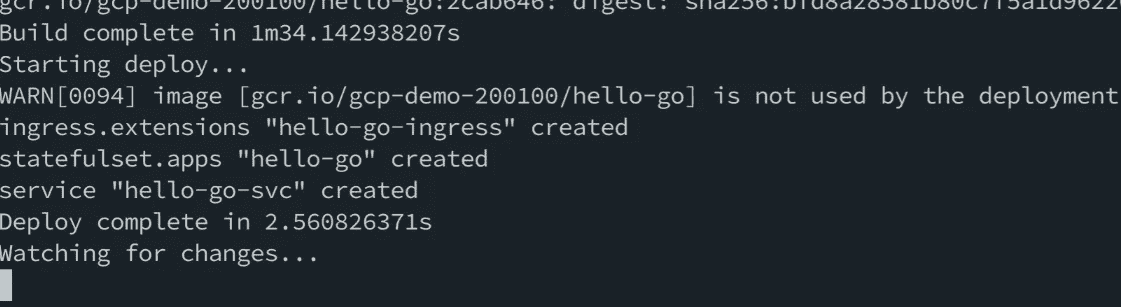 gcr.io/gcp-demo-200100/hello-go:2cab646: digest: sha256:bfd8a28581b80c7f5a1d9622
Build complete in 1m34.142938207s
Starting deploy...
WARN[0094] image [gcr.io/gcp-demo-200100/hello-go] is not used by the deployment
ingress.extensions "hello-go-ingress" created
statefulset.apps "hello-go" created
service "hello-go-svc" created
Deploy complete in 2.560826371s
Watching for changes...